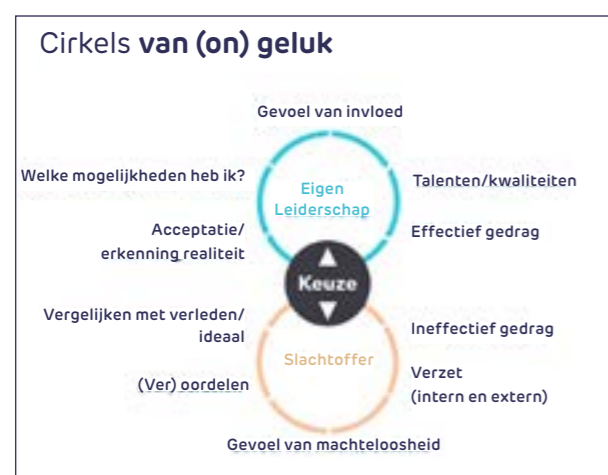 Cirkels van (on) geluk
Gevoel van invloed
Welke mogelijkheden heb ik?
Eigen
Leiderschap
Talenten/kwaliteiten
Acceptatie/
erkenning realiteit
Effectief gedrag
Keuze
Vergelijken met verleden/
ideaal
Ineffectief gedrag
Slachtoffer
(Ver) oordelen
Verzet
(intern en extern)
Gevoel van machteloosheid